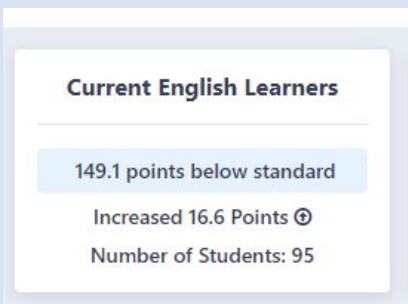 Current English Learners
149.1 points below standard
Increased 16.6 Points
Number of Students: 95